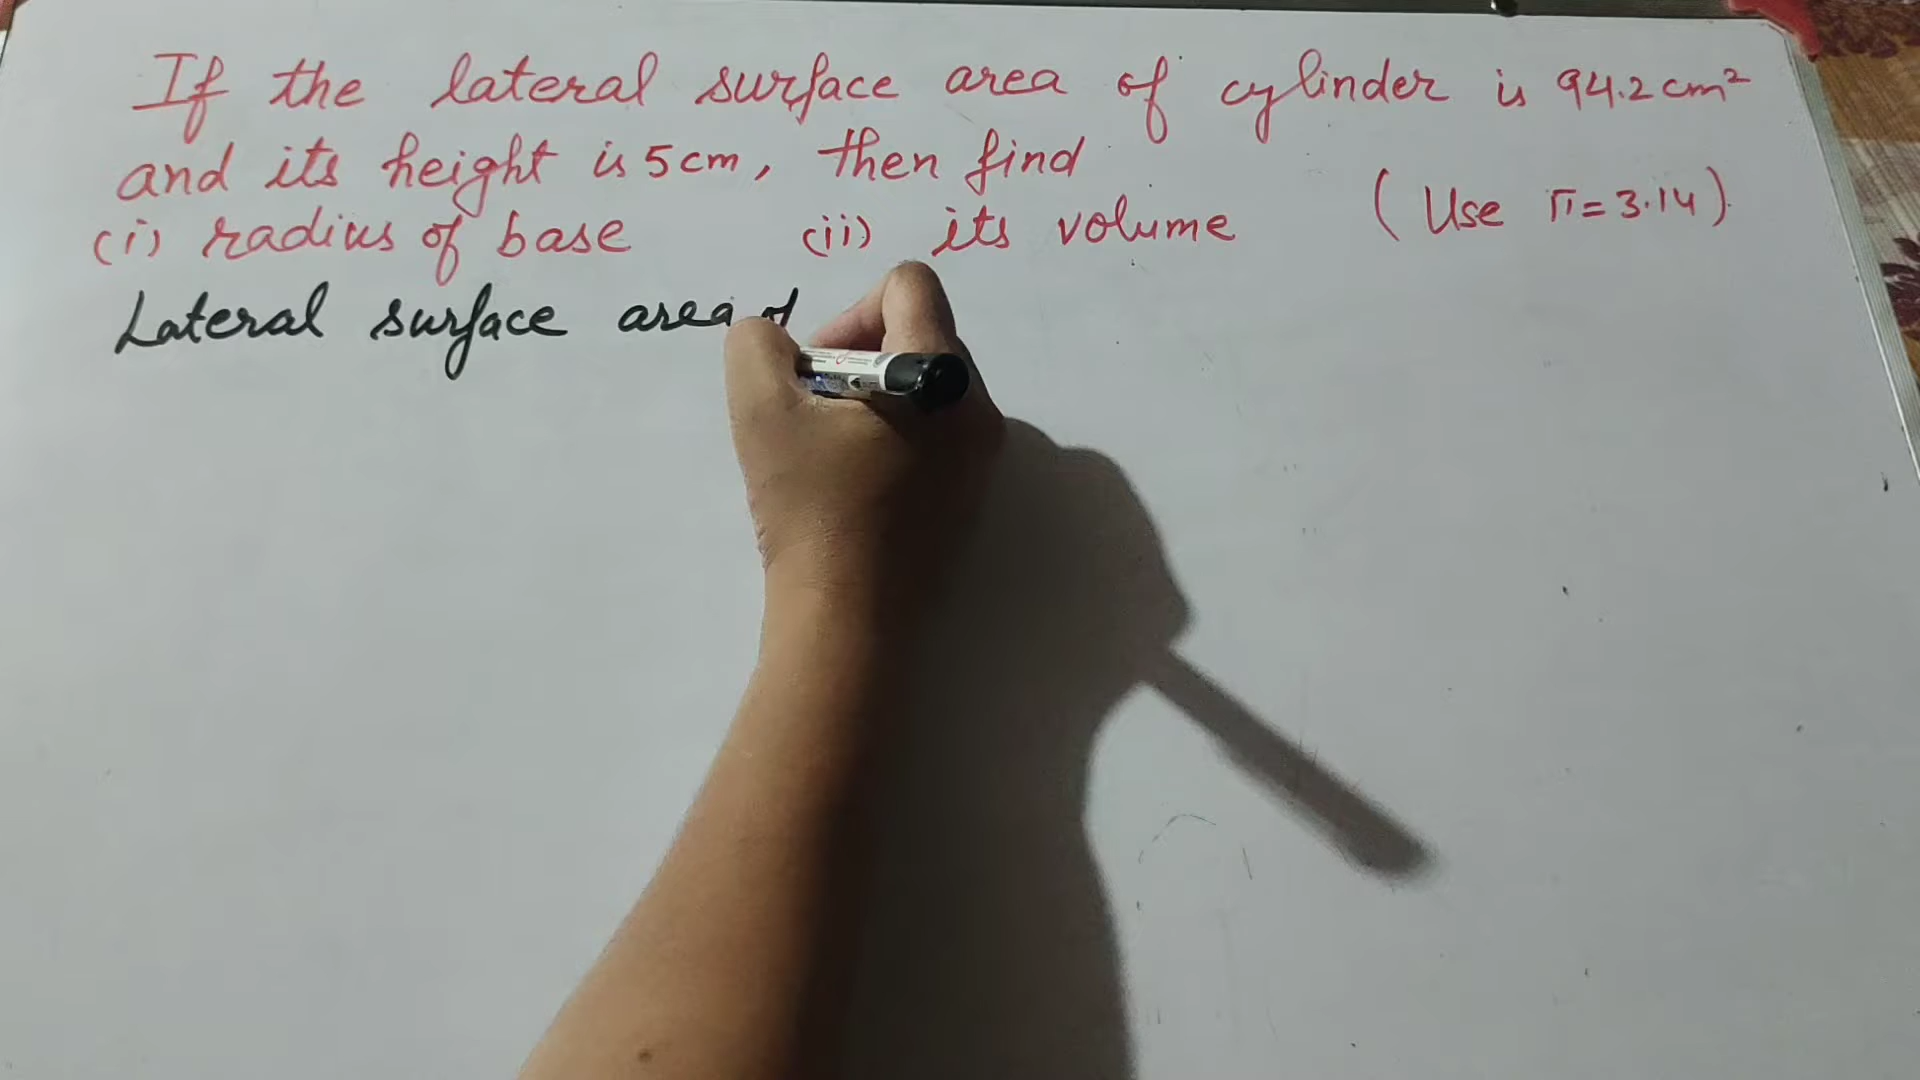 If the lateral surface area of cylinder is 94.2 cm²
and its height is 5 cm, then find
(i) radius of base (ii) its volume (Use π = 3.14)
Lateral surface area of